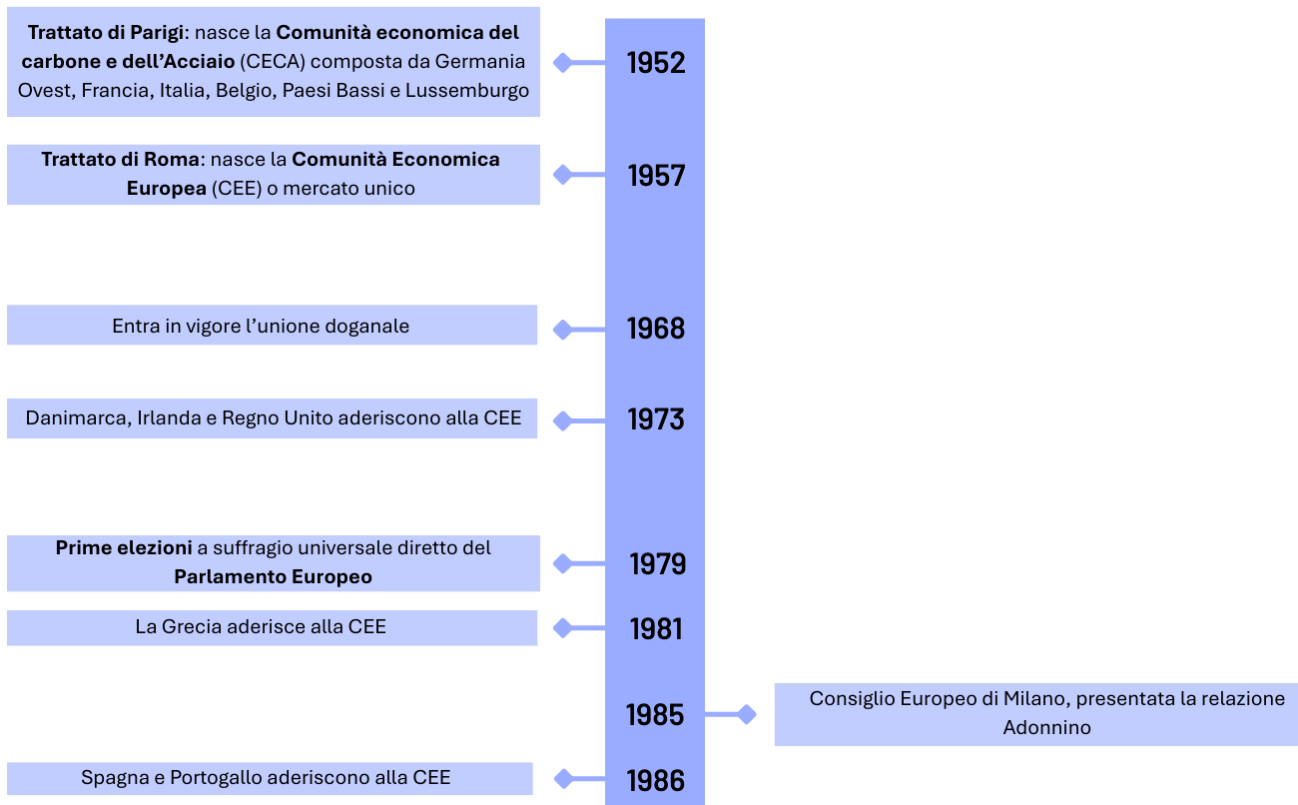 Trattato di Parigi: nasce la Comunità economica del
carbone e dell'Acciaio (CECA) composta da Germania
Ovest, Francia, Italia, Belgio, Paesi Bassi e Lussemburgo
1952
Trattato di Roma: nasce la Comunità Economica
Europea (CEE) o mercato unico
1957
Entra in vigore l'unione doganale
1968
Danimarca, Irlanda e Regno Unito aderiscono alla CEE
1973
Prime elezioni a suffragio universale diretto del
Parlamento Europeo
1979
La Grecia aderisce alla CEE
1981
1985
Consiglio Europeo di Milano, presentata la relazione
Adonnino
Spagna e Portogallo aderiscono alla CEE
1986